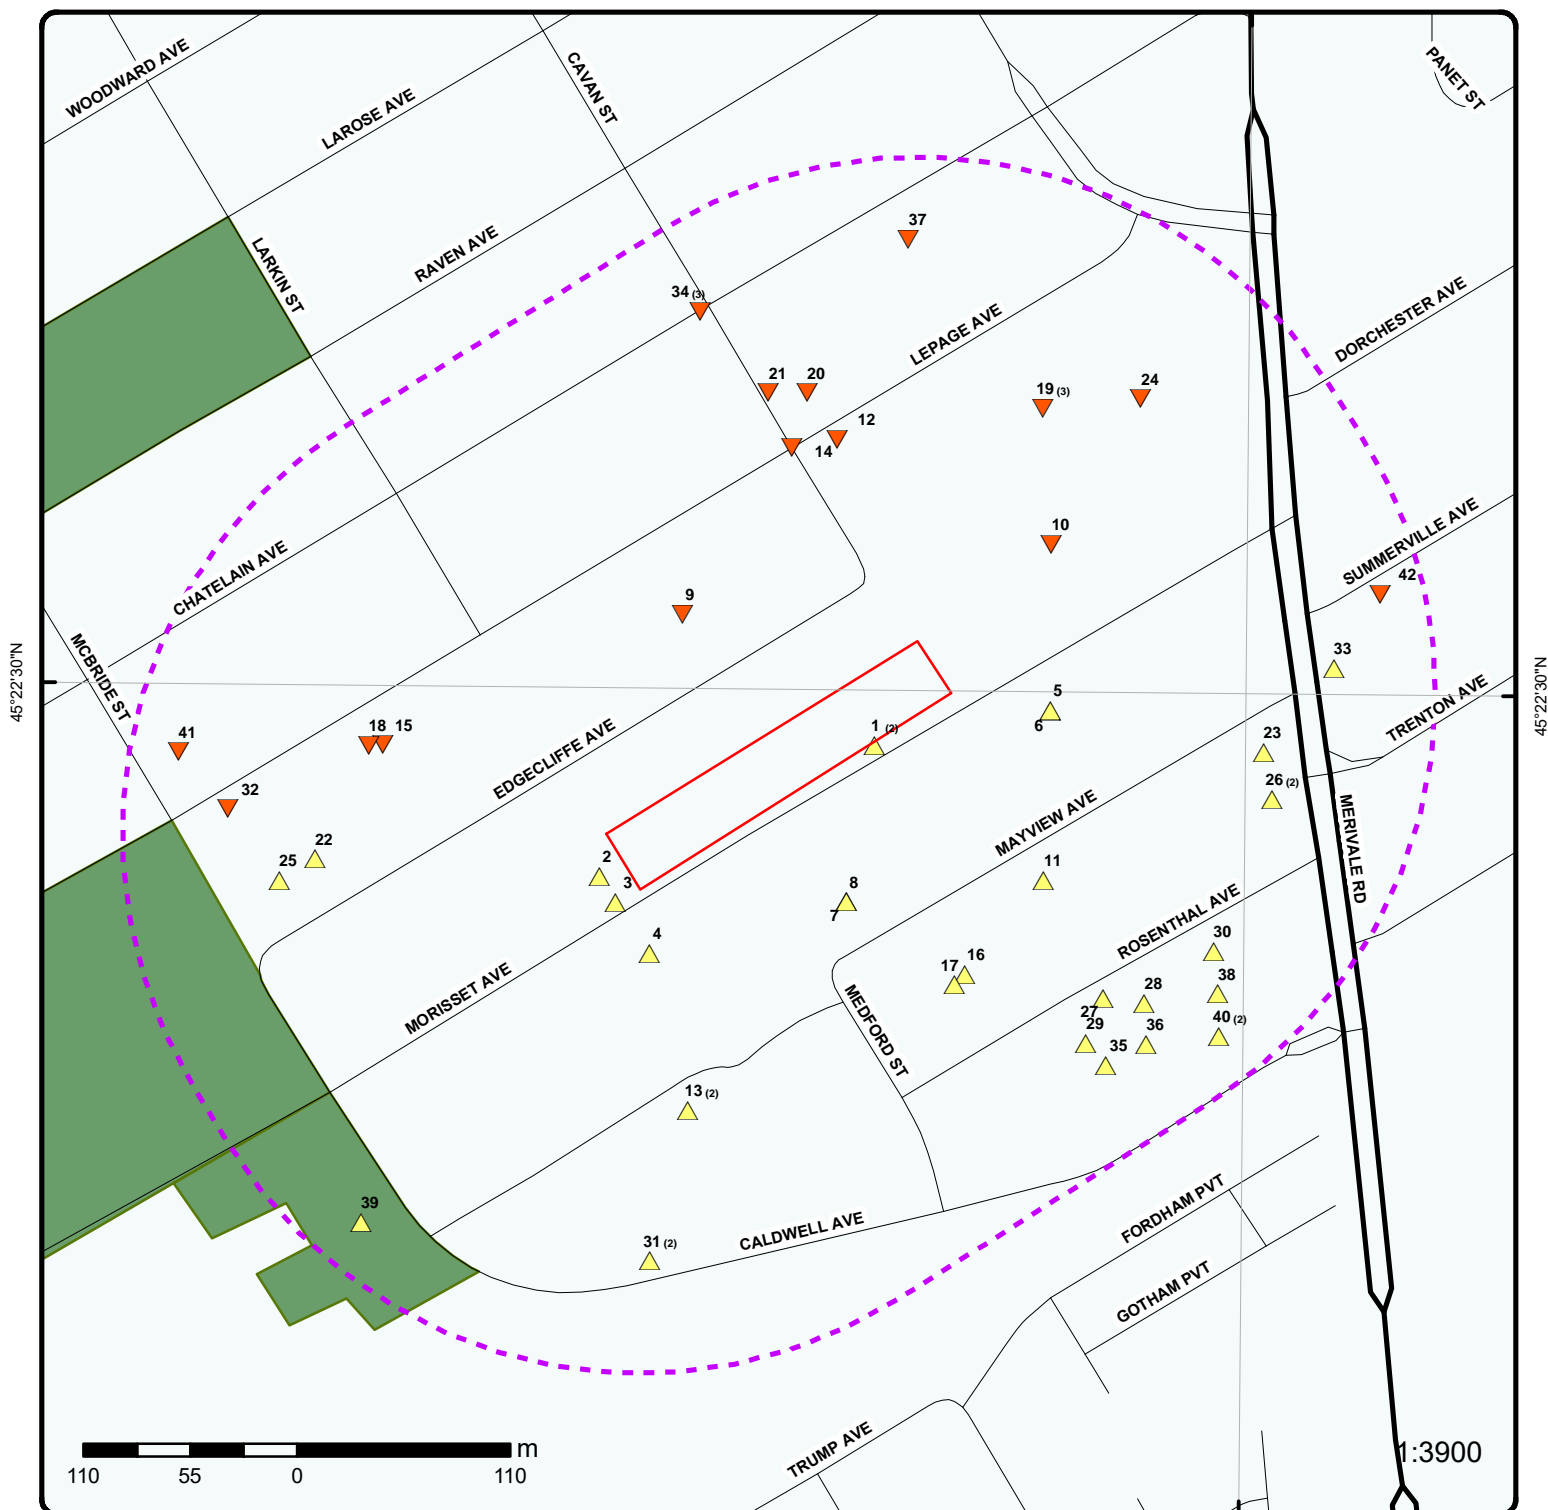 WOODWARD AVE
LAROSE AVE
CAVAN ST
PANET ST
RAVEN AVE
LARKIN ST
37
34 (3)
LEPAGE AVE
DORCHESTER AVE
21
20
19 (3)
24
12
14
CHATELAIN AVE
10
SUMMERVILLE AVE
42
9
MCBRIDE ST
33
45°22'30"N
45°22'30"N
5
6
TRENTON AVE
41
18
15
1 (2)
23
EDGECLIFFE AVE
26 (2)
32
MAYVIEW AVE
MERIVALE RD
22
25
2
3
8
7
11
ROSENTHAL AVE
4
30
MORISSET AVE
17
16
MEDFORD ST
28
38
27
29
36
40 (2)
35
13 (2)
39
31 (2)
CALDWELL AVE
FORDHAM PVT
GOTHAM PVT
TRUMP AVE
m
110
55
0
110
1:3900